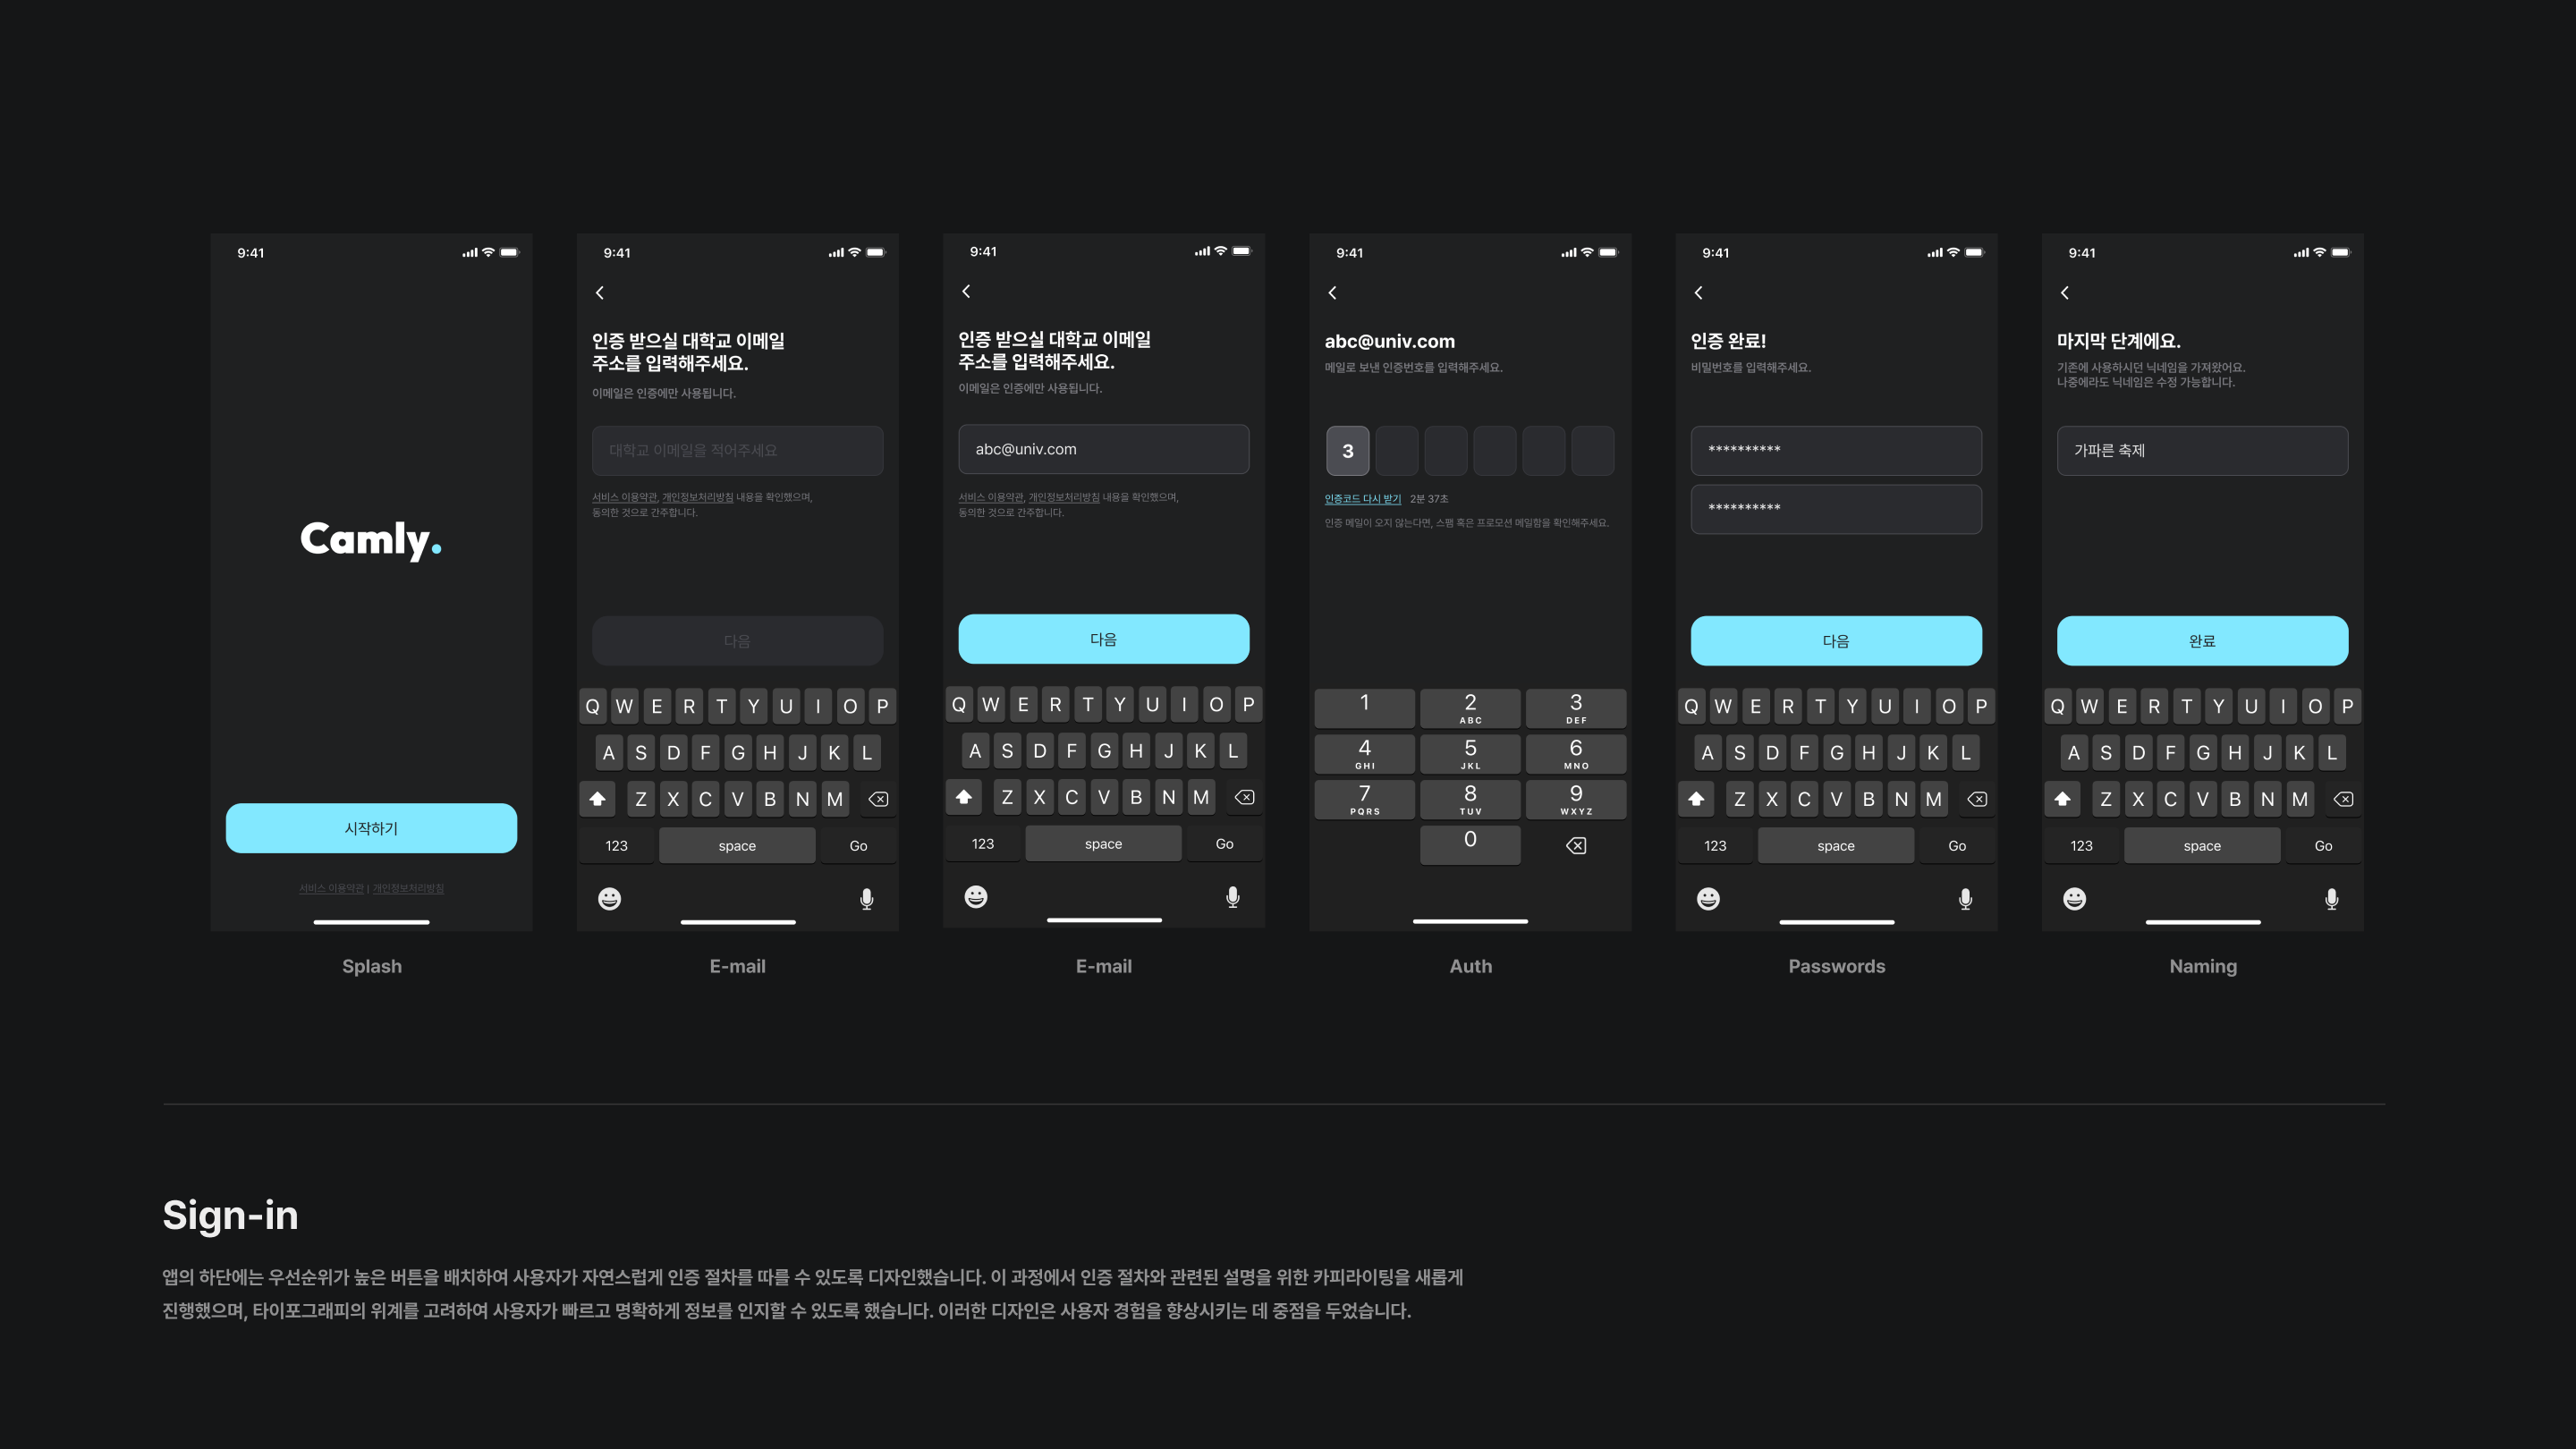 9:41
Camly.
시작하기
서비스 이용약관 | 개인정보처리방침
Splash
9:41
인증 받으실 대학교 이메일
주소를 입력해주세요.
이메일은 인증에만 사용됩니다.
대학교 이메일을 적어주세요
서비스 이용약관, 개인정보처리방침 내용을 확인했으며,
동의한 것으로 간주합니다.
다음
Q W E R T Y U I O P
A S D F G H J K L
Z X C V B N M
123 space Go
E-mail
9:41
인증 받으실 대학교 이메일
주소를 입력해주세요.
이메일은 인증에만 사용됩니다.
abc@univ.com
서비스 이용약관, 개인정보처리방침 내용을 확인했으며,
동의한 것으로 간주합니다.
다음
Q W E R T Y U I O P
A S D F G H J K L
Z X C V B N M
123 space Go
E-mail
9:41
abc@univ.com
메일로 보낸 인증번호를 입력해주세요.
3
인증코드 다시 받기 2분 37초
인증 메일이 오지 않는다면, 스팸 혹은 프로모션 메일함을 확인해주세요.
1 2 3
ABC DEF
4 5 6
GHI JKL MNO
7 8 9
PQRS TUV WXYZ
0
Auth
9:41
인증 완료!
비밀번호를 입력해주세요.
**********
**********
다음
Q W E R T Y U I O P
A S D F G H J K L
Z X C V B N M
123 space Go
Passwords
9:41
마지막 단계에요.
기존에 사용하시던 닉네임을 가져왔어요.
나중에라도 닉네임은 수정 가능합니다.
가파른 축제
완료
Q W E R T Y U I O P
A S D F G H J K L
Z X C V B N M
123 space Go
Naming
Sign-in
앱의 하단에는 우선순위가 높은 버튼을 배치하여 사용자가 자연스럽게 인증 절차를 따를 수 있도록 디자인했습니다. 이 과정에서 인증 절차와 관련된 설명을 위한 카피라이팅을 새롭게
진행했으며, 타이포그래피의 위계를 고려하여 사용자가 빠르고 명확하게 정보를 인지할 수 있도록 했습니다. 이러한 디자인은 사용자 경험을 향상시키는 데 중점을 두었습니다.